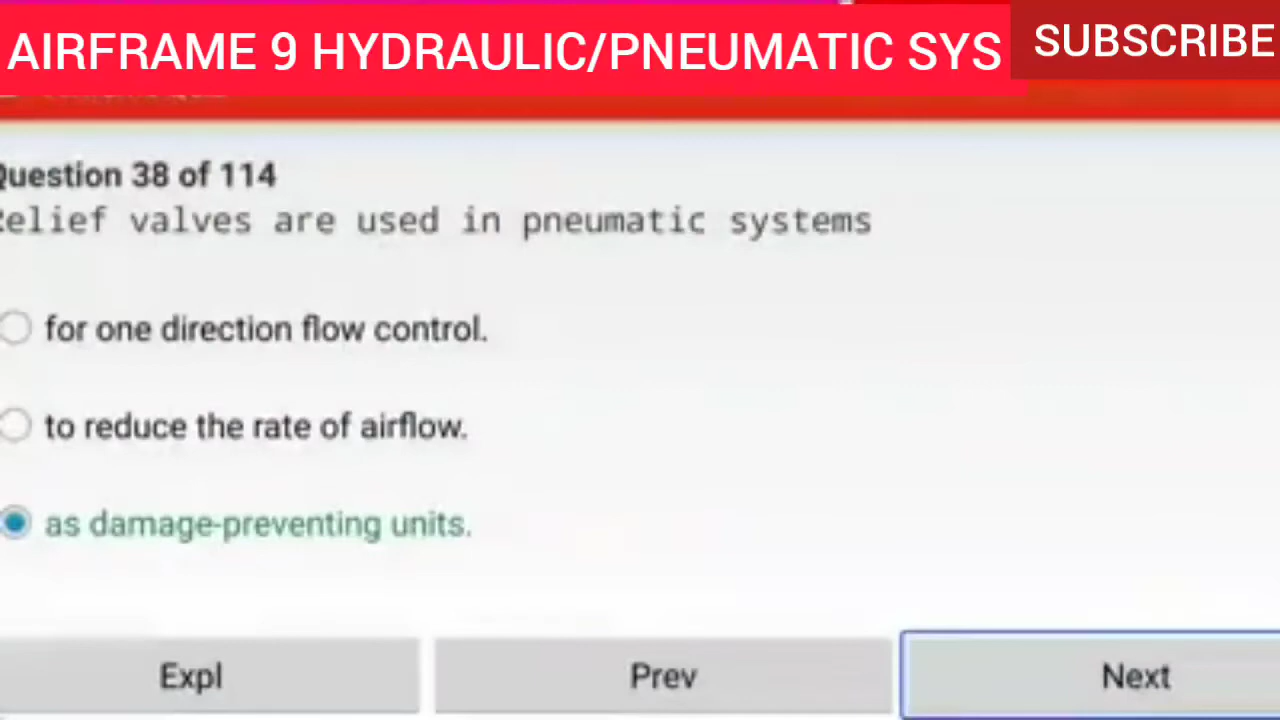 AIRFRAME 9 HYDRAULIC/PNEUMATIC SYS
SUBSCRIBE
Question 38 of 114
Relief valves are used in pneumatic systems
for one direction flow control.
to reduce the rate of airflow.
as damage-preventing units.
Expl
Prev
Next